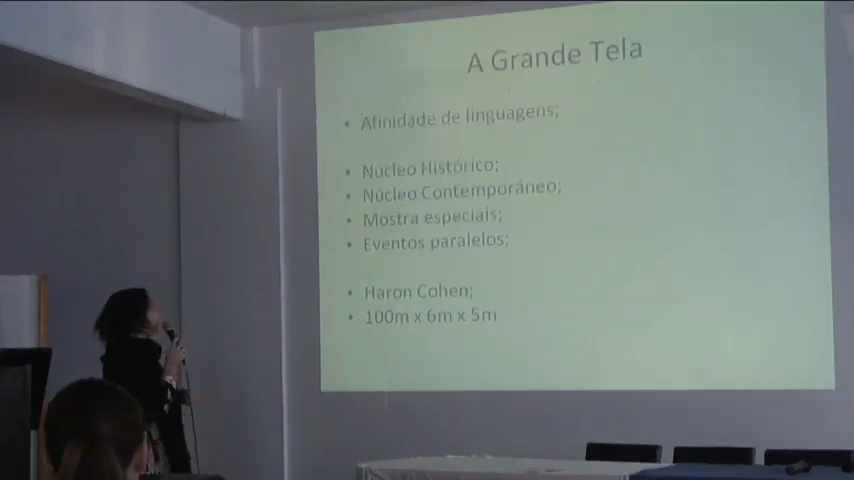 A Grande Tela
• Afinidade de linguagens;
• Núcleo Histórico;
• Núcleo Contemporâneo;
• Mostra especiais;
• Eventos paralelos;
• Haron Cohen;
• 100m x 6m x 5m